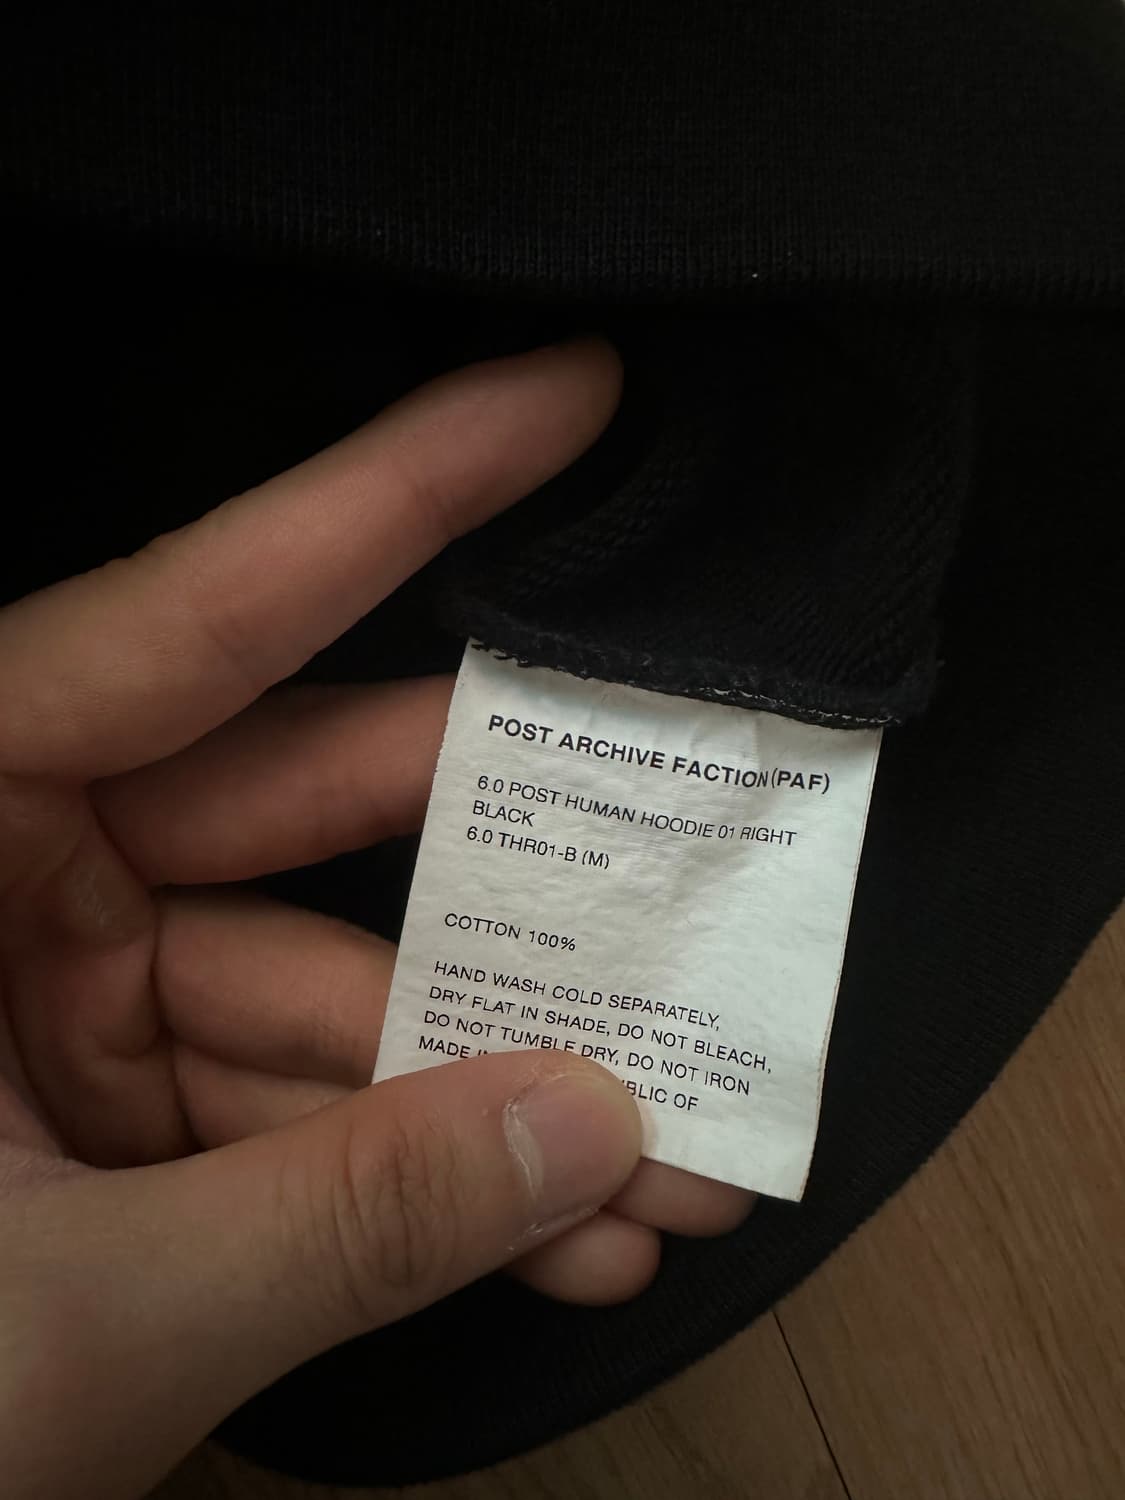 POST ARCHIVE FACTION (PAF)
6.0 POST HUMAN HOODIE 01 RIGHT
BLACK
6.0 THR01-B (M)
COTTON 100%
HAND WASH COLD SEPARATELY,
DRY FLAT IN SHADE, DO NOT BLEACH,
DO NOT TUMBLE DRY, DO NOT IRON
MADE OF